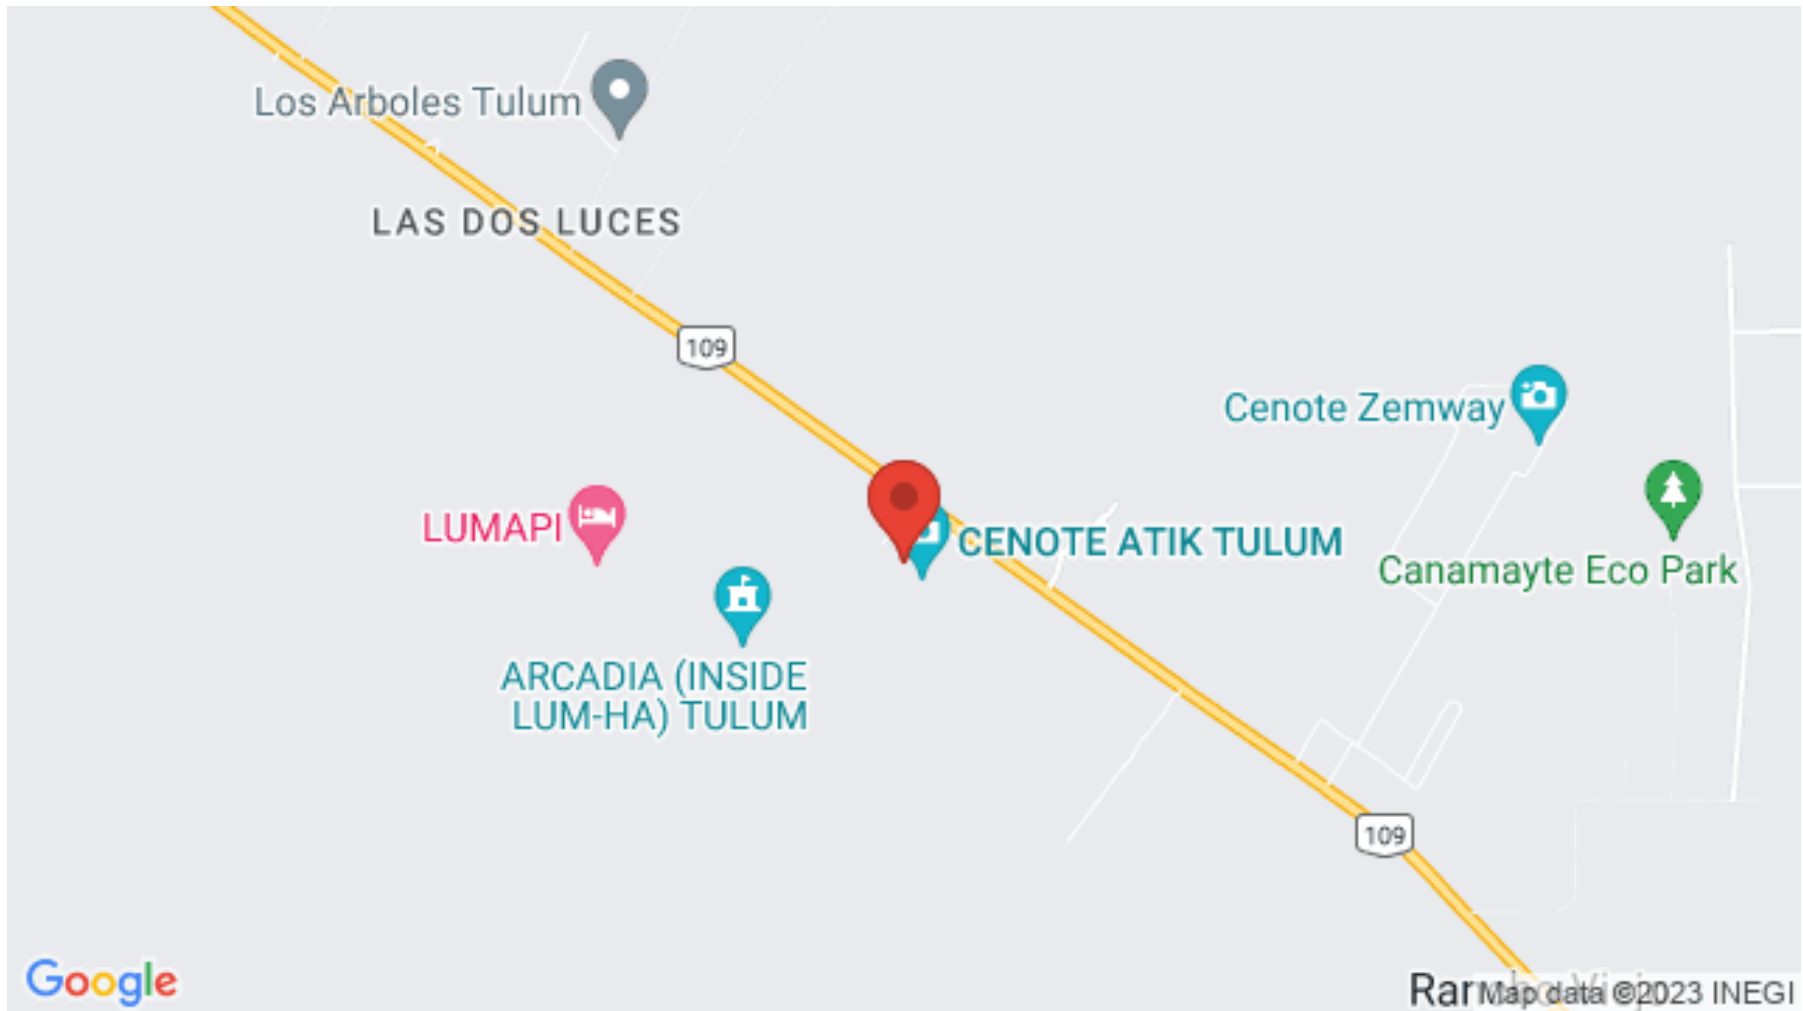 Los Arboles Tulum
LAS DOS LUCES
109
Cenote Zemway
LUMAPI
CENOTE ATIK TULUM
Canamayte Eco Park
ARCADIA (INSIDE
LUM-HA) TULUM
109
Google
Map data ©2023 INEGI